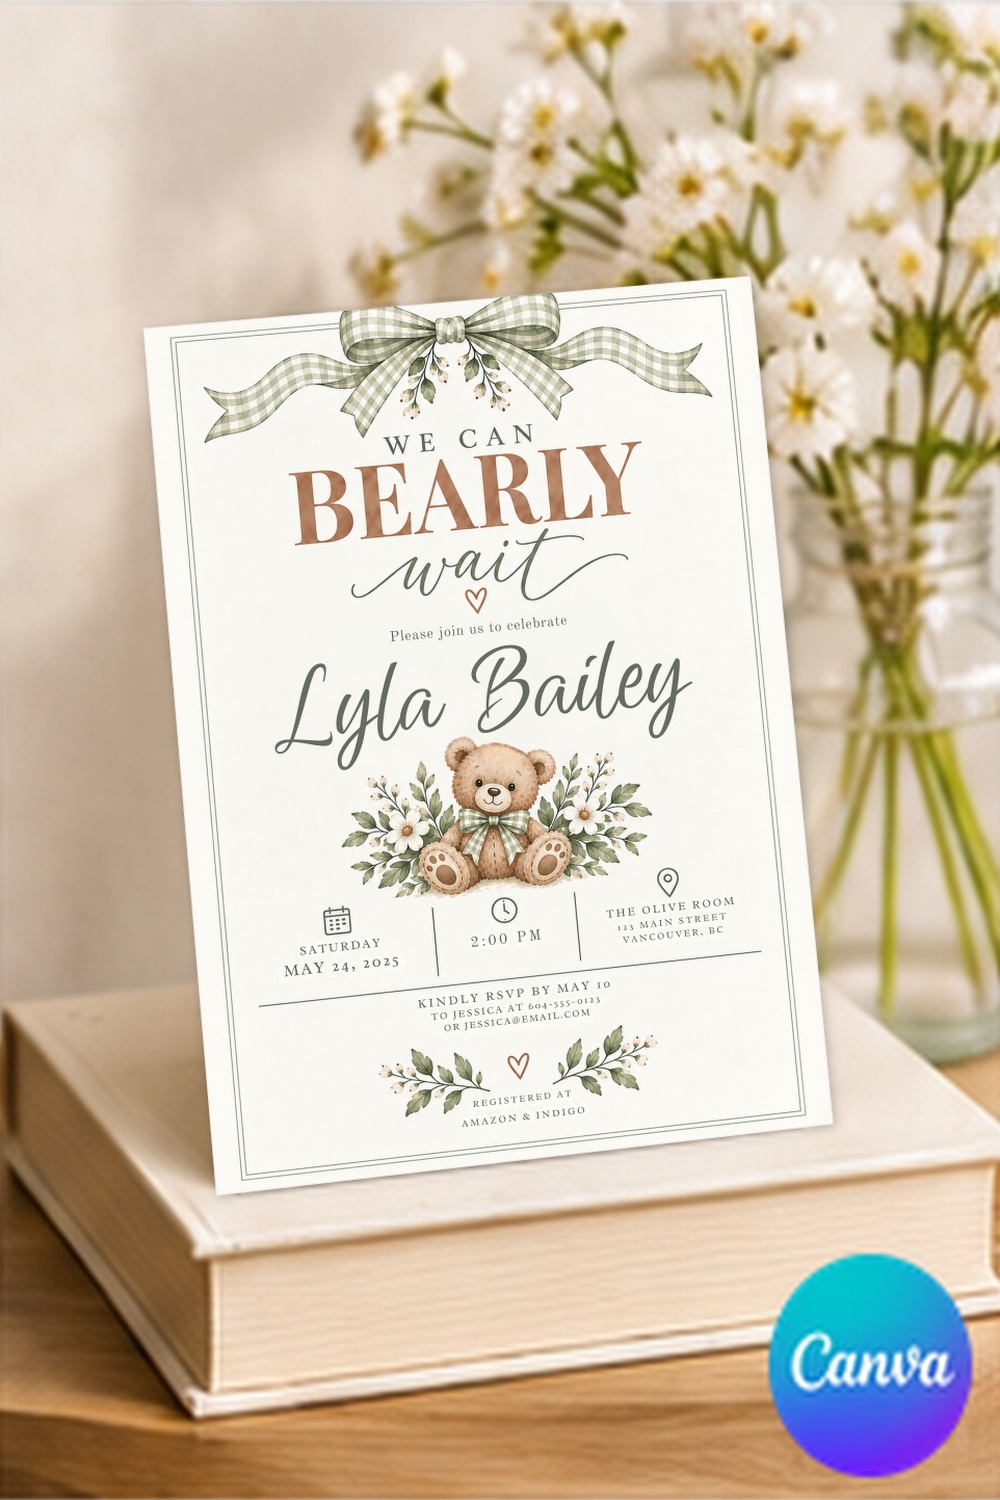 WE CAN
BEARLY
wait
Please join us to celebrate
Lyla Bailey
SATURDAY
MAY 24, 2025
2:00 PM
THE OLIVE ROOM
123 MAIN STREET
VANCOUVER, BC
KINDLY RSVP BY MAY 10
TO JESSICA AT 604-555-0123
OR JESSICA@EMAIL.COM
REGISTERED AT
AMAZON & INDIGO
Canva